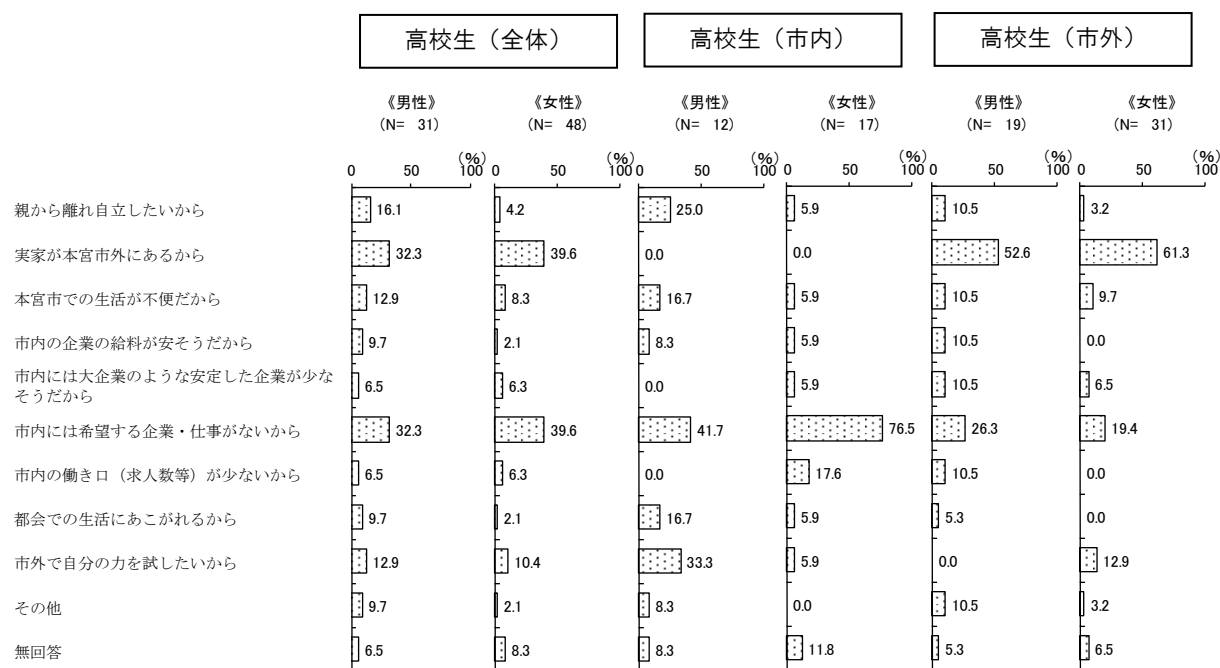 高校生（全体） 高校生（市内） 高校生（市外）
《男性》 《女性》 《男性》 《女性》 《男性》 《女性》
(N= 31) (N= 48) (N= 12) (N= 17) (N= 19) (N= 31)
(%) (%) (%) (%) (%) (%)
0 50 100 0 50 100 0 50 100 0 50 100 0 50 100 0 50 100
親から離れ自立したいから 16.1 4.2 25.0 5.9 10.5 3.2
実家が本宮市外にあるから 32.3 39.6 0.0 0.0 52.6 61.3
本宮市での生活が不便だから 12.9 8.3 16.7 5.9 10.5 9.7
市内の企業の給料が安そうだから 9.7 2.1 8.3 5.9 10.5 0.0
市内には大企業のような安定した企業が少な
そうだから 6.5 6.3 0.0 5.9 10.5 6.5
市内には希望する企業・仕事がないから 32.3 39.6 41.7 76.5 26.3 19.4
市内の働き口（求人数等）が少ないから 6.5 6.3 0.0 17.6 10.5 0.0
都会での生活にあこがれるから 9.7 2.1 16.7 5.9 5.3 0.0
市外で自分の力を試したいから 12.9 10.4 33.3 5.9 0.0 12.9
その他 9.7 2.1 8.3 0.0 10.5 3.2
無回答 6.5 8.3 8.3 11.8 5.3 6.5